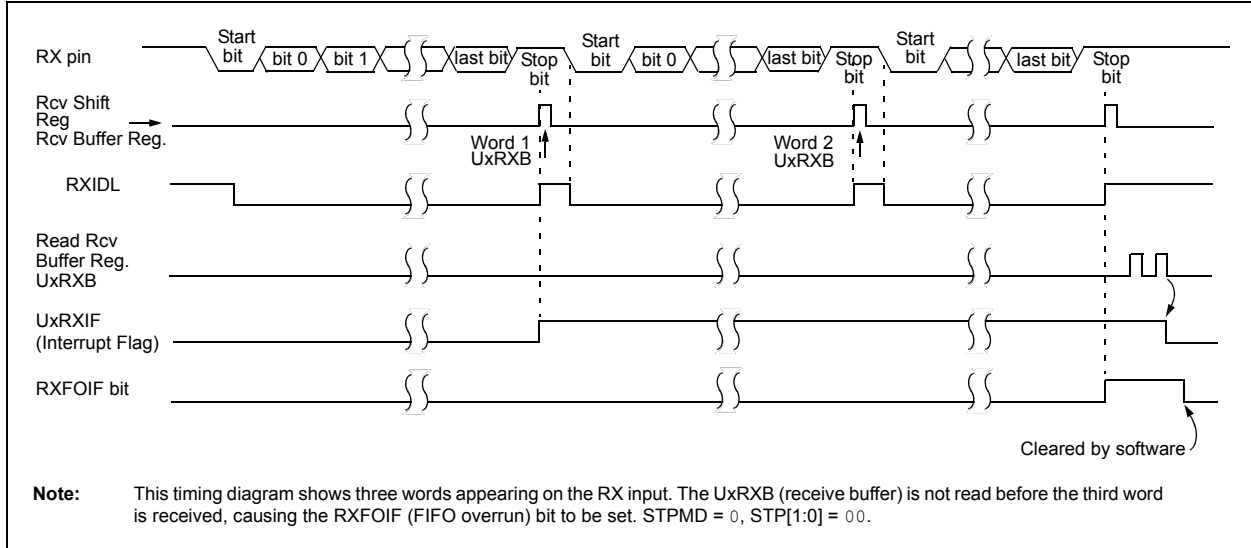 RX pin
Start
bit
bit 0
bit 1
last bit
Stop
bit
Start
bit
bit 0
last bit
Stop
bit
Start
bit
last bit
Stop
bit
Rcv Shift
Reg
Rcv Buffer Reg.
Word 1
UxRXB
Word 2
UxRXB
RXIDL
Read Rcv
Buffer Reg.
UxRXB
UxRXIF
(Interrupt Flag)
RXFOIF bit
Cleared by software
Note: This timing diagram shows three words appearing on the RX input. The UxRXB (receive buffer) is not read before the third word
is received, causing the RXFOIF (FIFO overrun) bit to be set. STPMD = 0, STP[1:0] = 00.